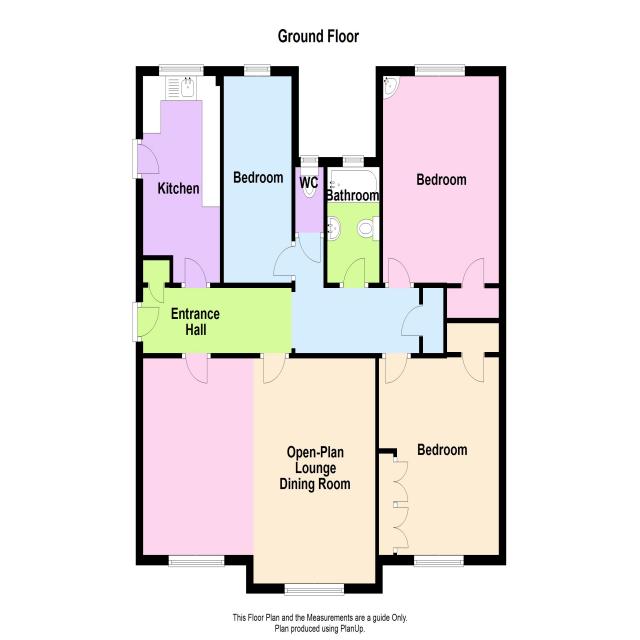 Ground Floor
Kitchen
Bedroom
WC
Bathroom
Bedroom
Entrance
Hall
Open-Plan
Lounge
Dining Room
Bedroom
This Floor Plan and the Measurements are a guide Only.
Plan produced using PlanUp.